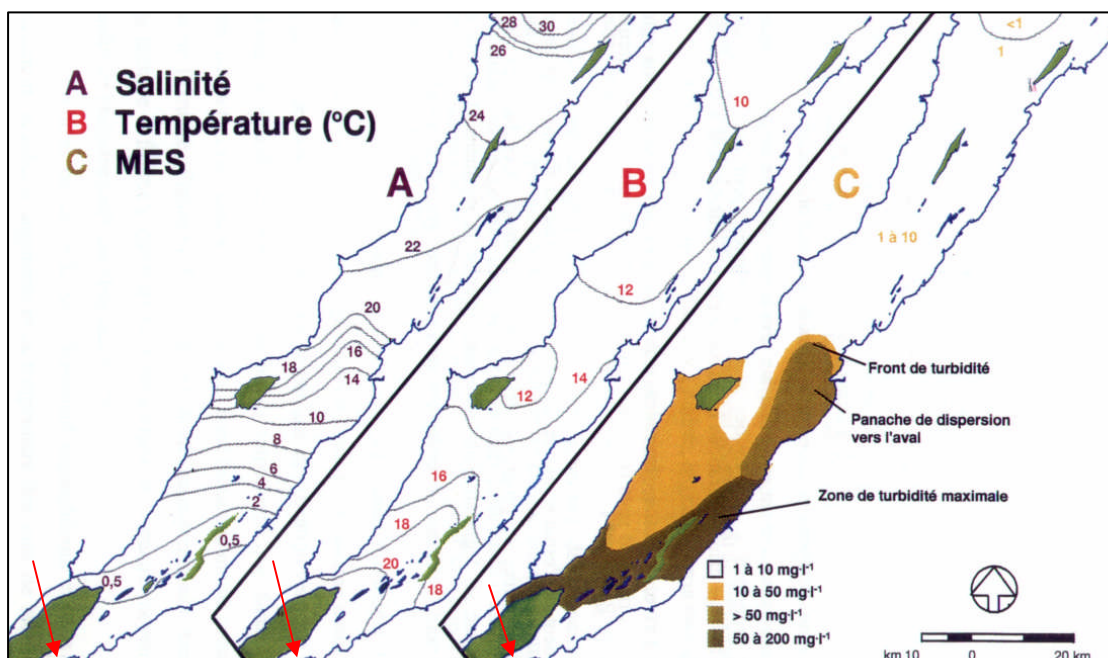 A Salinité
B Température (°C)
C MES
A
28
30
26
24
22
20
18
16
14
10
8
6
4
2
0,5
0,5
B
10
12
12
14
16
18
20
18
C
<1
1
1 à 10
Front de turbidité
Panache de dispersion
vers l'aval
Zone de turbidité maximale
1 à 10 mg·l⁻¹
10 à 50 mg·l⁻¹
> 50 mg·l⁻¹
50 à 200 mg·l⁻¹
km 10 0 20 km